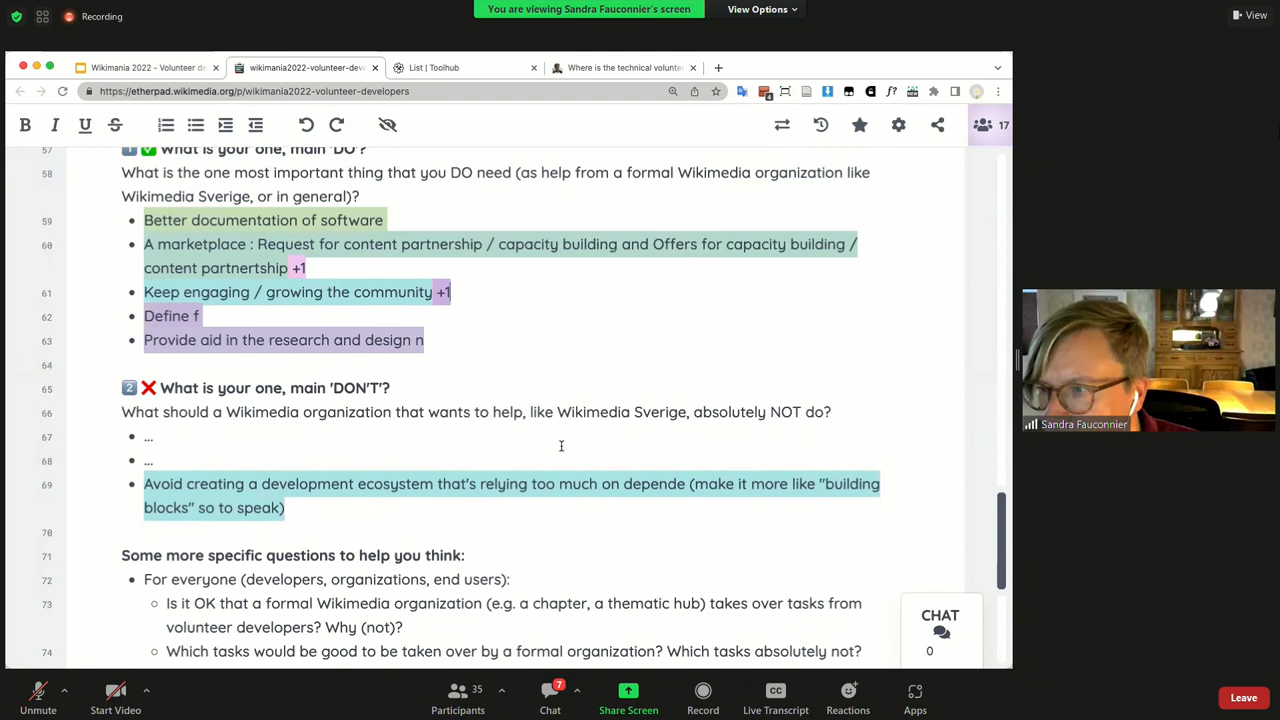 Recording
You are viewing Sandra Fauconnier's screen
View Options
View
Wikimania 2022 - Volunteer de
wikimania2022-volunteer-deve
List | Toolhub
Where is the technical volunte
https://etherpad.wikimedia.org/p/wikimania2022-volunteer-developers
17
57 1 What is your one, main 'DO'?
58 What is the one most important thing that you DO need (as help from a formal Wikimedia organization like
Wikimedia Sverige, or in general)?
59 Better documentation of software
60 A marketplace : Request for content partnership / capacity building and Offers for capacity building /
content partnertship +1
61 Keep engaging / growing the community +1
62 Define f
63 Provide aid in the research and design n
64
65 2 ❌ What is your one, main 'DON'T'?
66 What should a Wikimedia organization that wants to help, like Wikimedia Sverige, absolutely NOT do?
67 ...
68 ...
69 Avoid creating a development ecosystem that's relying too much on depende (make it more like "building
blocks" so to speak)
70
71 Some more specific questions to help you think:
72 For everyone (developers, organizations, end users):
73 Is it OK that a formal Wikimedia organization (e.g. a chapter, a thematic hub) takes over tasks from
volunteer developers? Why (not)?
74 Which tasks would be good to be taken over by a formal organization? Which tasks absolutely not?
CHAT
0
Sandra Fauconnier
Unmute
Start Video
Participants 35
Chat 7
Share Screen
Record
CC Live Transcript
Reactions
Apps
Leave